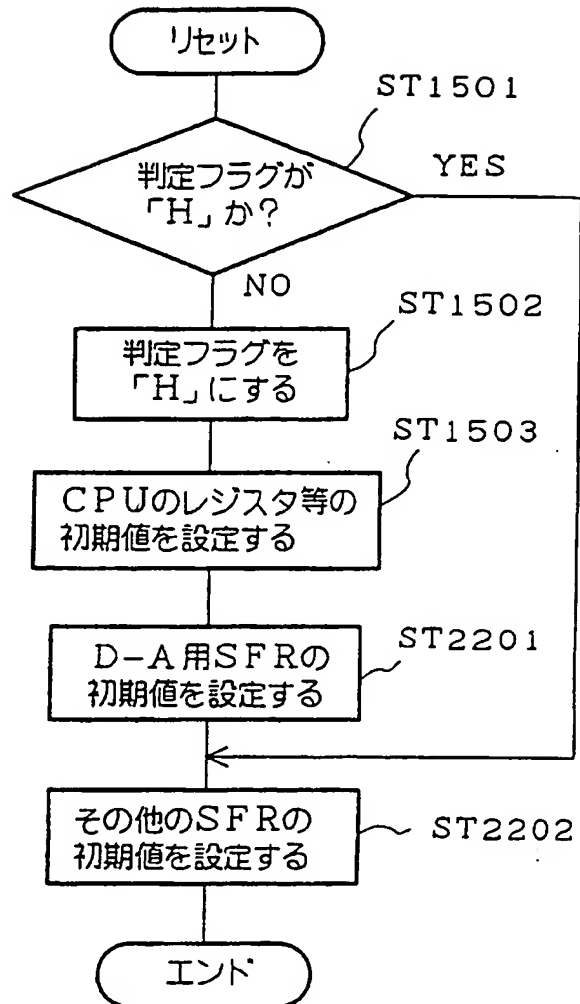 リセット
ST1501
判定フラグが
「H」か?
YES
NO
ST1502
判定フラグを
「H」にする
ST1503
CPUのレジスタ等の
初期値を設定する
ST2201
D-A用SFRの
初期値を設定する
その他のSFRの
初期値を設定する
ST2202
エンド